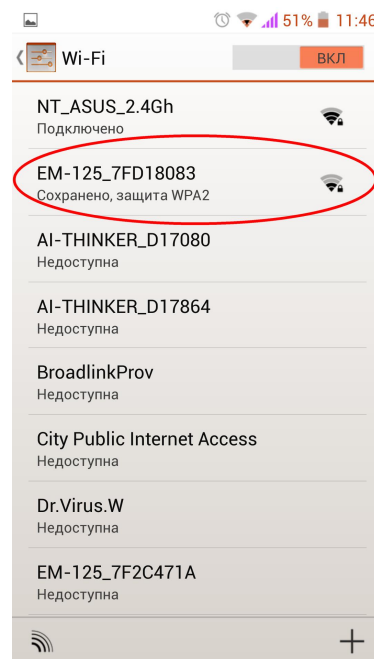 51% 11:46
Wi-Fi ВКЛ
NT_ASUS_2.4Gh
Подключено
EM-125_7FD18083
Сохранено, защита WPA2
AI-THINKER_D17080
Недоступна
AI-THINKER_D17864
Недоступна
BroadlinkProv
Недоступна
City Public Internet Access
Недоступна
Dr.Virus.W
Недоступна
EM-125_7F2C471A
Недоступна